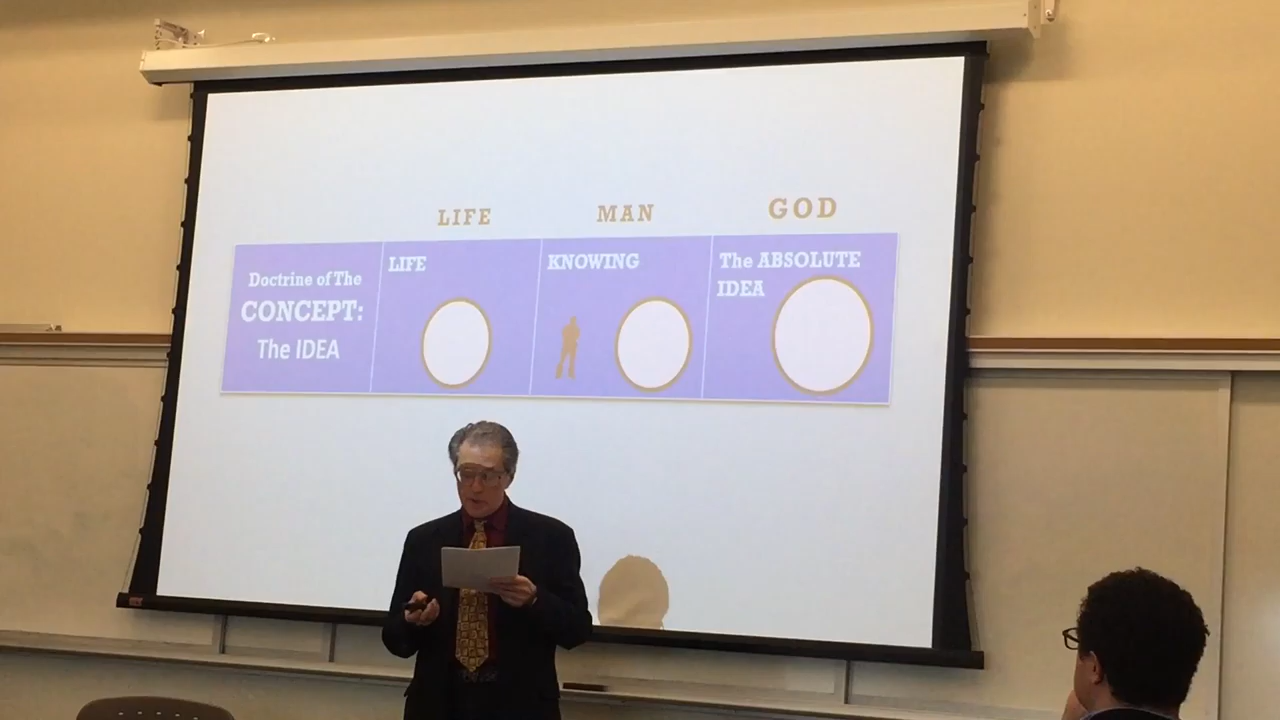 LIFE MAN GOD
Doctrine of The
CONCEPT:
The IDEA
LIFE
KNOWING
The ABSOLUTE
IDEA